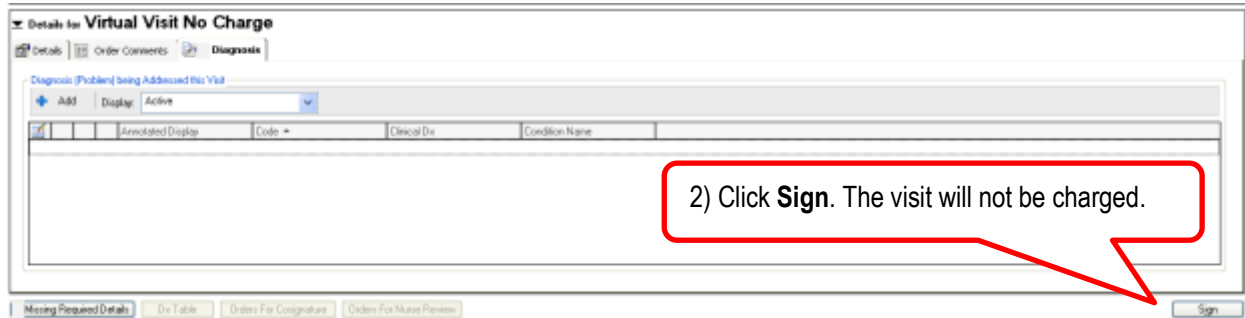 Details for Virtual Visit No Charge
Details Order Comments Diagnosis
Diagnosis (Problem) being Addressed this Visit
Add Display: Active
Annotated Display Code Clinical Dx Condition Name
2) Click Sign. The visit will not be charged.
Missing Required Details Dx Table Orders For Cosignature Orders For Nurse Review Sign